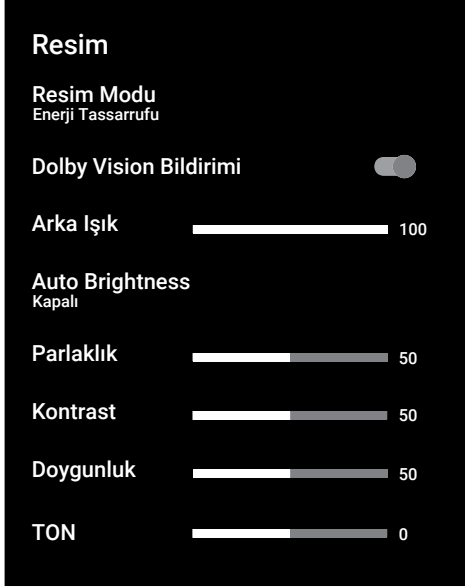 Resim
Resim Modu
Enerji Tassarrufu
Dolby Vision Bildirimi
Arka Işık 100
Auto Brightness
Kapalı
Parlaklık 50
Kontrast 50
Doygunluk 50
TON 0